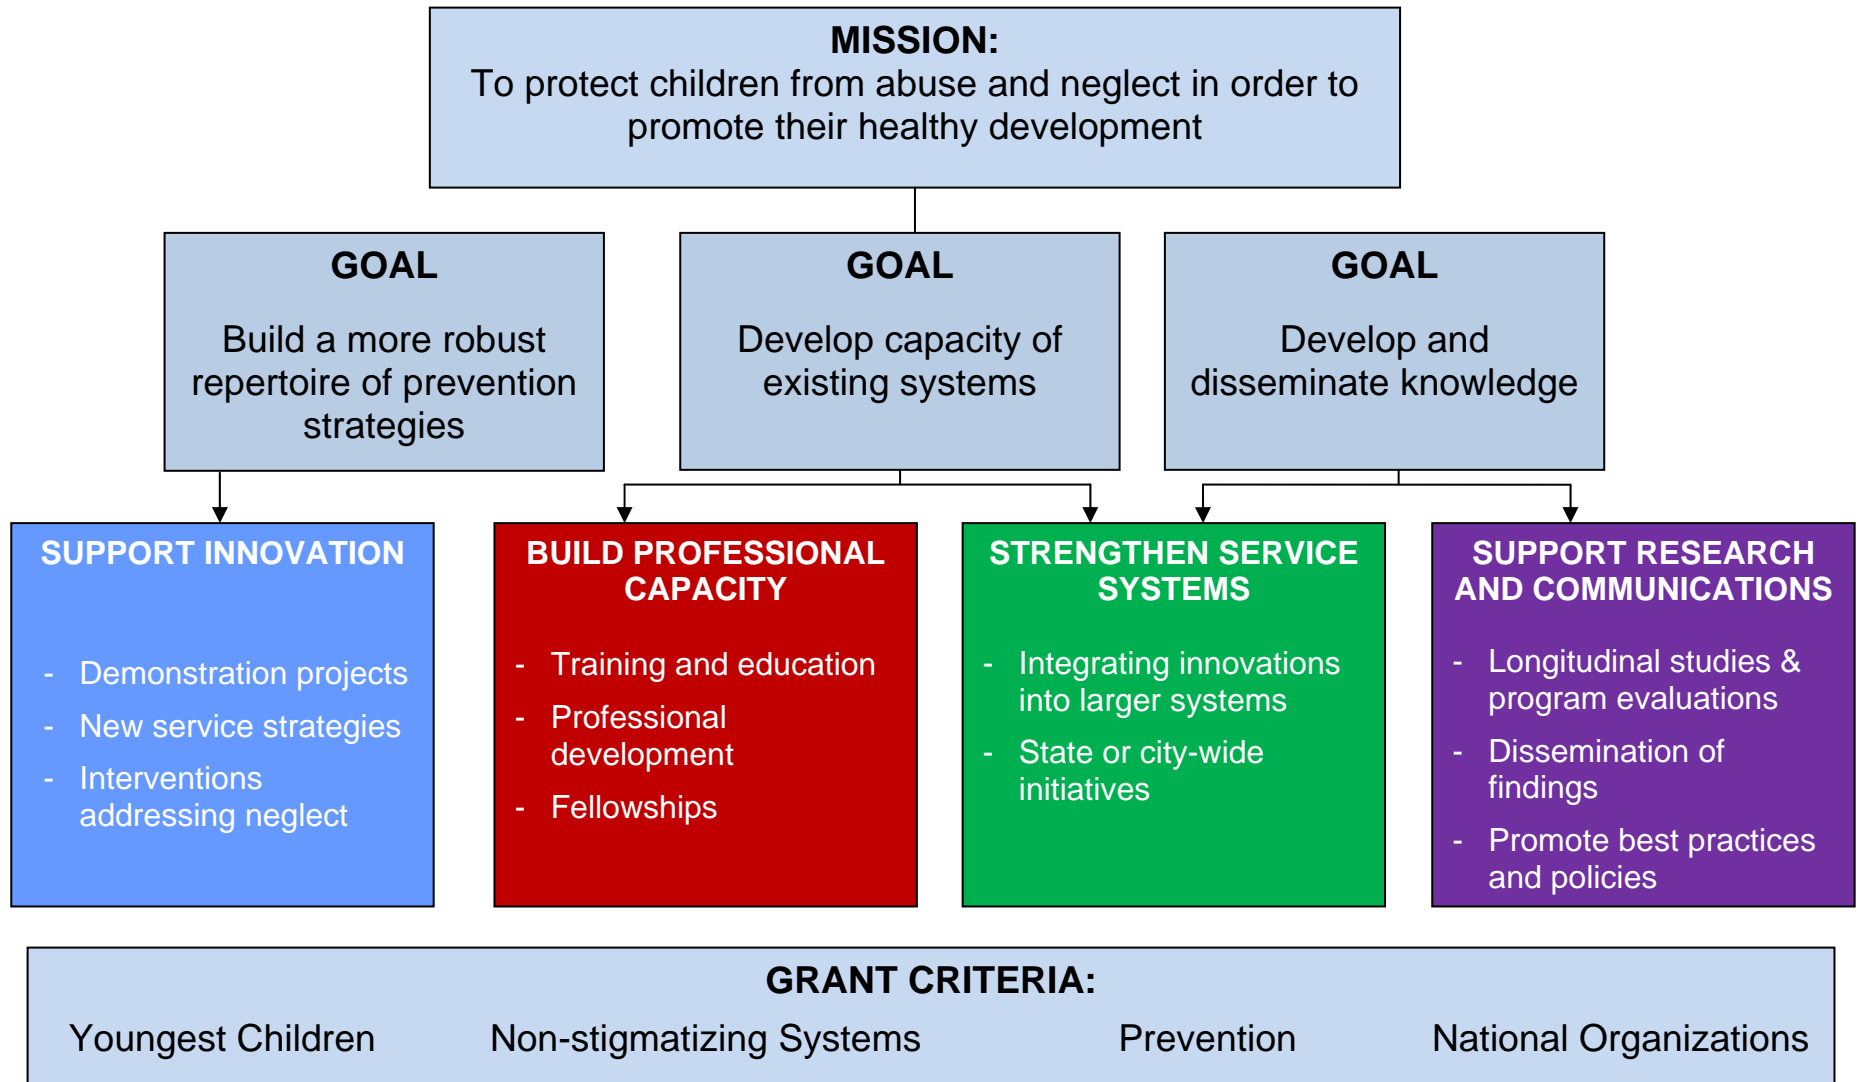 MISSION:
To protect children from abuse and neglect in order to
promote their healthy development
GOAL
Build a more robust
repertoire of prevention
strategies
GOAL
Develop capacity of
existing systems
GOAL
Develop and
disseminate knowledge
SUPPORT INNOVATION
- Demonstration projects
- New service strategies
- Interventions
addressing neglect
BUILD PROFESSIONAL
CAPACITY
- Training and education
- Professional
development
- Fellowships
STRENGTHEN SERVICE
SYSTEMS
- Integrating innovations
into larger systems
- State or city-wide
initiatives
SUPPORT RESEARCH
AND COMMUNICATIONS
- Longitudinal studies &
program evaluations
- Dissemination of
findings
- Promote best practices
and policies
GRANT CRITERIA:
Youngest Children Non-stigmatizing Systems Prevention National Organizations